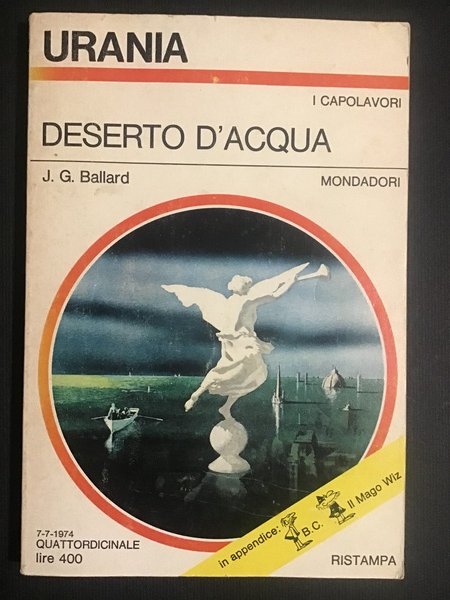 URANIA
I CAPOLAVORI
DESERTO D'ACQUA
J. G. Ballard
MONDADORI
7-7-1974
QUATTORDICINALE
lire 400
in appendice: B.C. Il Mago Wiz
RISTAMPA